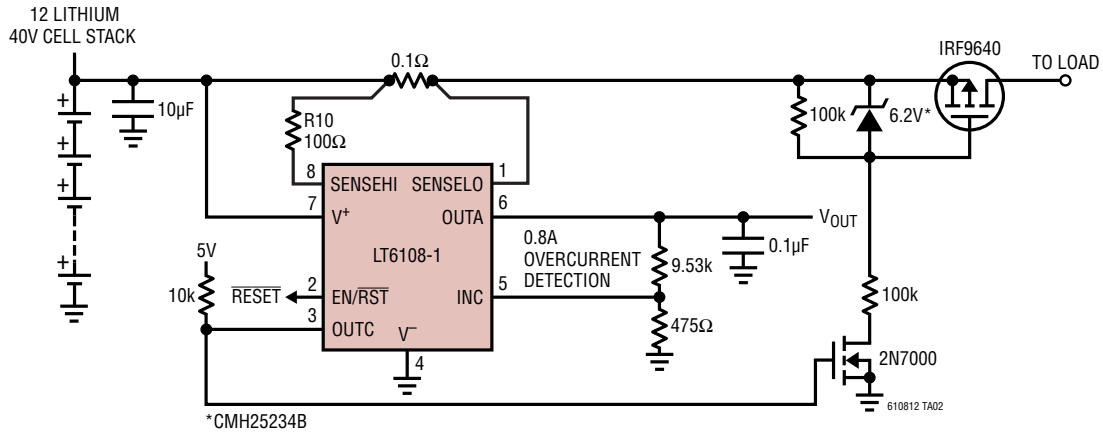 12 LITHIUM
40V CELL STACK
0.1Ω
IRF9640
TO LOAD
+
10µF
R10
100Ω
100k
6.2V*
+
8
SENSEHI
SENSELO
1
+
7
V+
OUTA
6
VOUT
LT6108-1
0.8A
OVERCURRENT
DETECTION
9.53k
0.1µF
+
5V
10k
RESET
2
EN/RST
INC
5
100k
3
OUTC
V–
475Ω
4
2N7000
*CMH25234B
610812 TA02